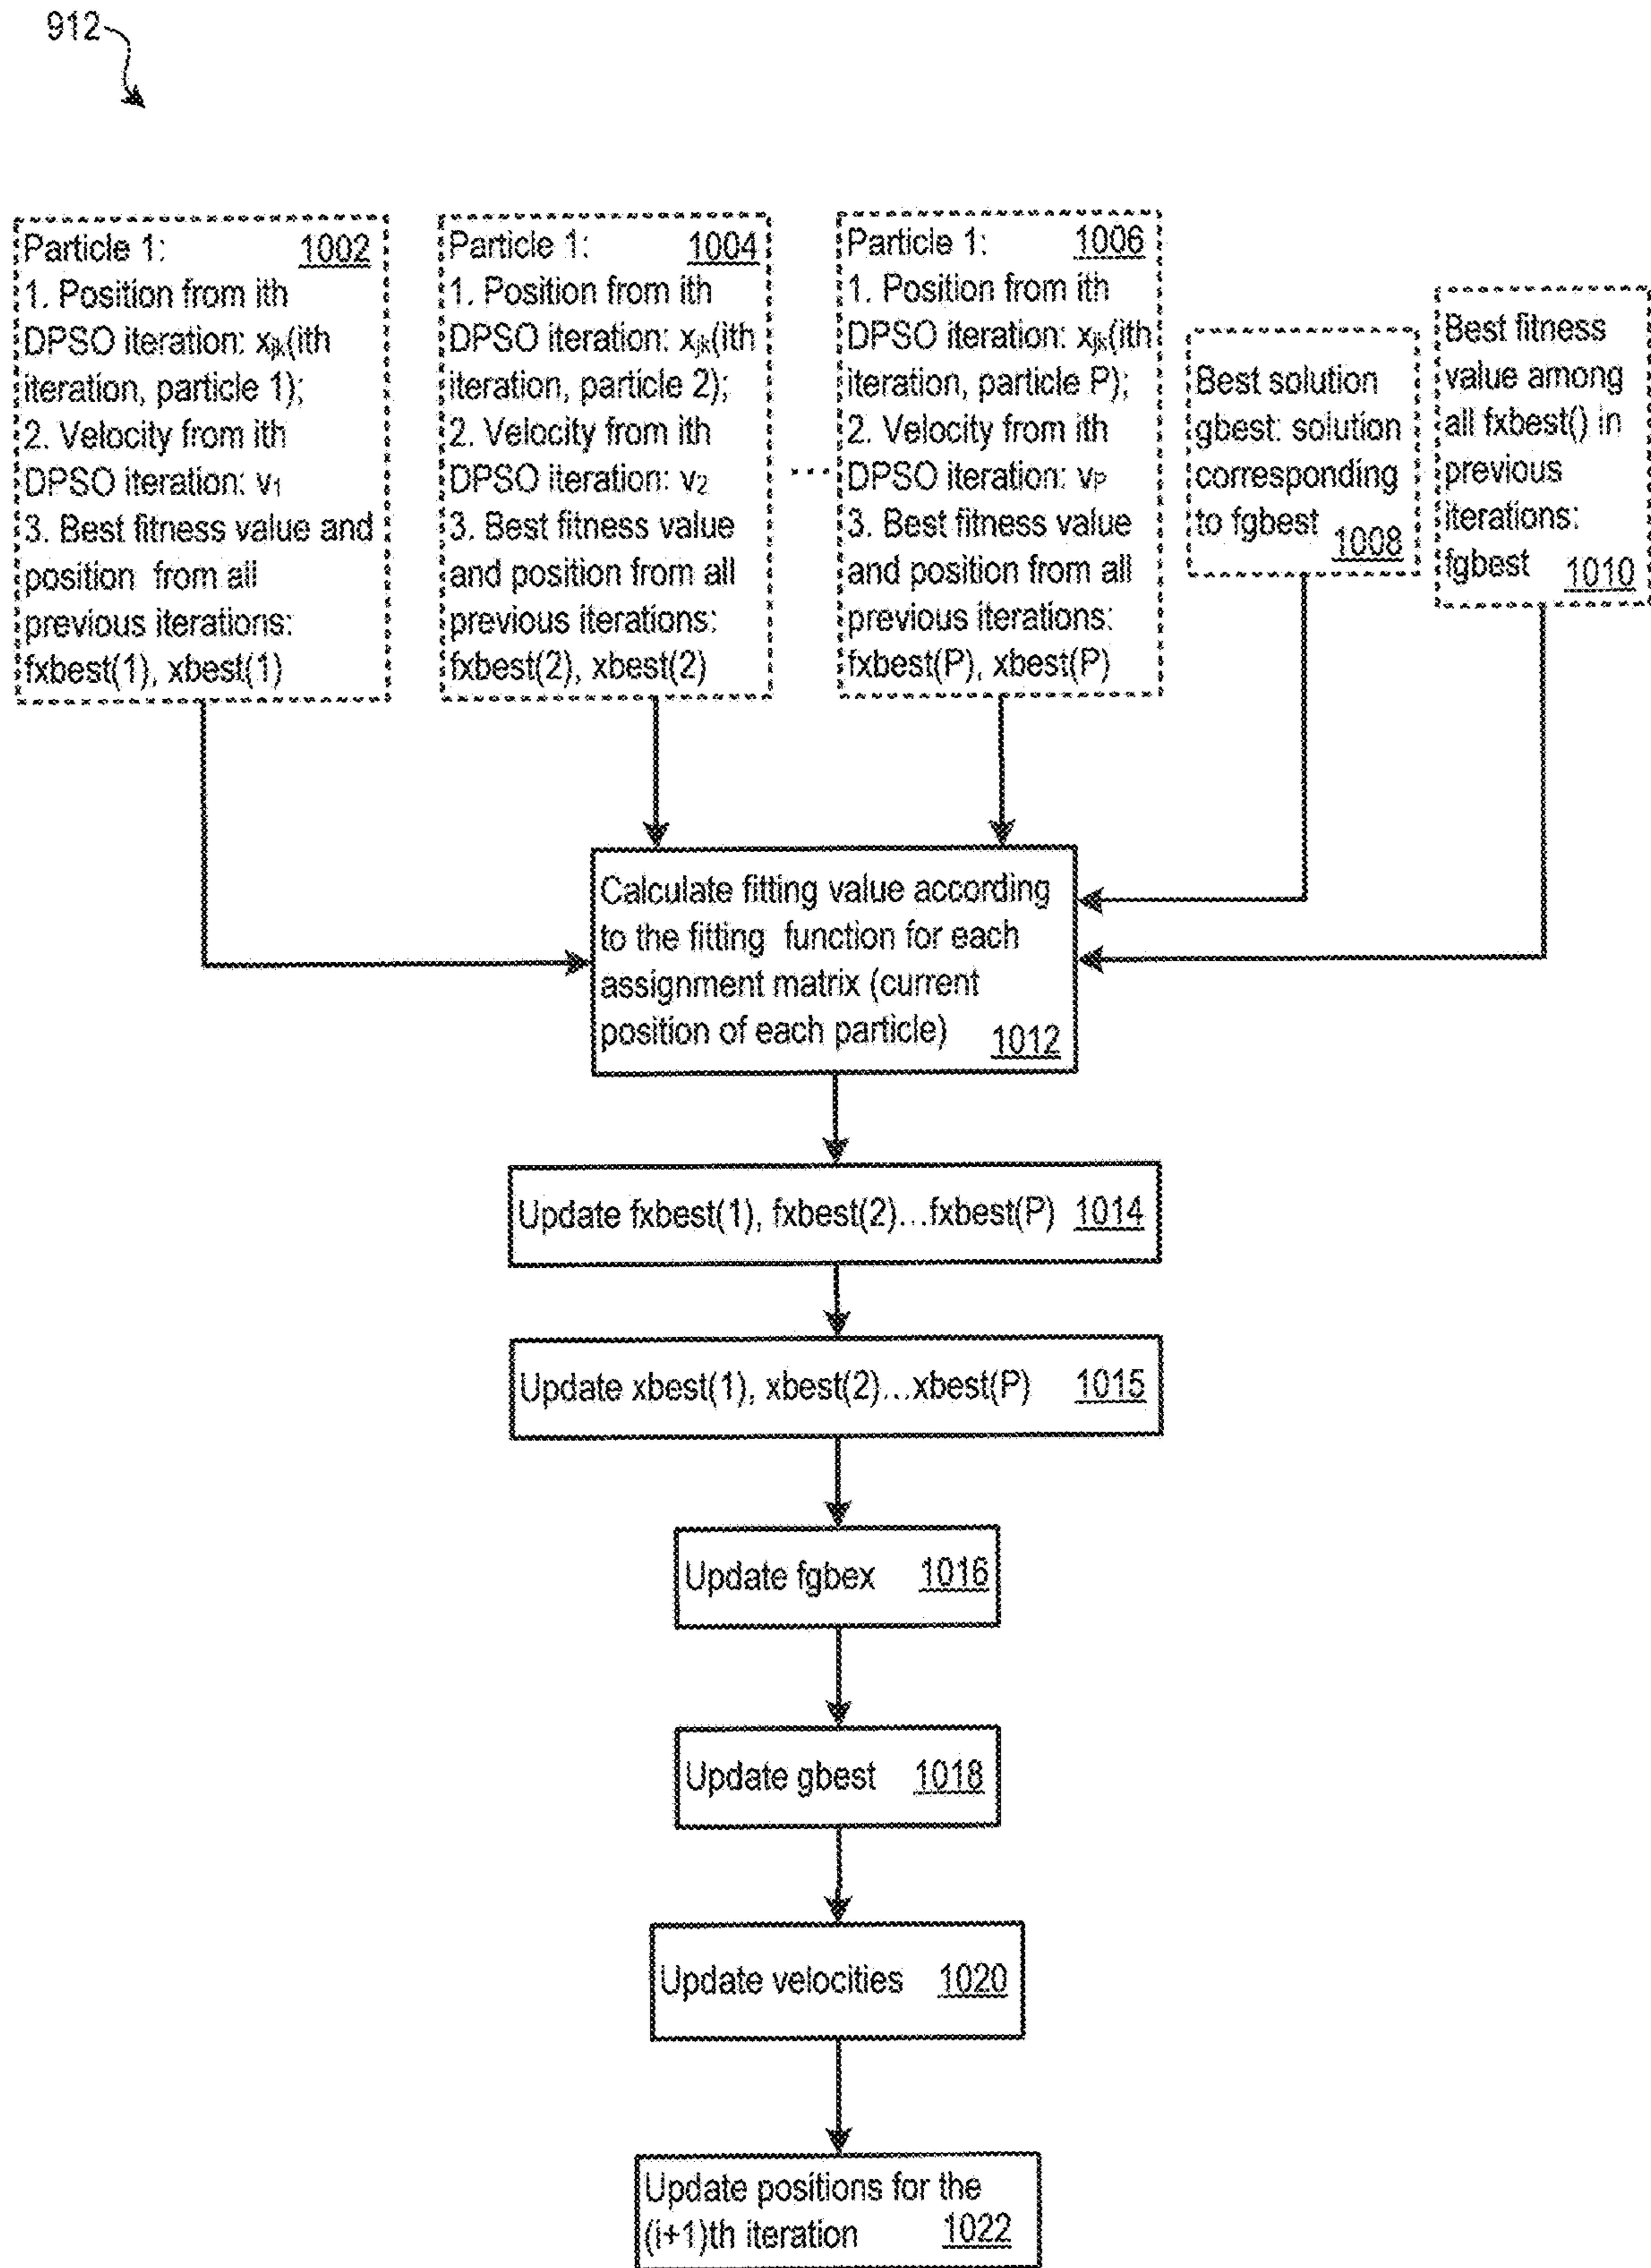 912
Particle 1: 1002
1. Position from ith
DPSO iteration: xjk(ith
iteration, particle 1);
2. Velocity from ith
DPSO iteration: v1
3. Best fitness value and
position from all
previous iterations:
fxbest(1), xbest(1)
Particle 1: 1004
1. Position from ith
DPSO iteration: xjk(ith
iteration, particle 2);
2. Velocity from ith
DPSO iteration: v2
3. Best fitness value
and position from all
previous iterations:
fxbest(2), xbest(2)
...
Particle 1: 1006
1. Position from ith
DPSO iteration: xjk(ith
iteration, particle P);
2. Velocity from ith
DPSO iteration: vP
3. Best fitness value
and position from all
previous iterations:
fxbest(P), xbest(P)
Best solution
gbest: solution
corresponding
to fgbest 1008
Best fitness
value among
all fxbest() in
previous
iterations:
fgbest 1010
Calculate fitting value according
to the fitting function for each
assignment matrix (current
position of each particle) 1012
Update fxbest(1), fxbest(2)...fxbest(P) 1014
Update xbest(1), xbest(2)...xbest(P) 1015
Update fgbex 1016
Update gbest 1018
Update velocities 1020
Update positions for the
(i+1)th iteration 1022